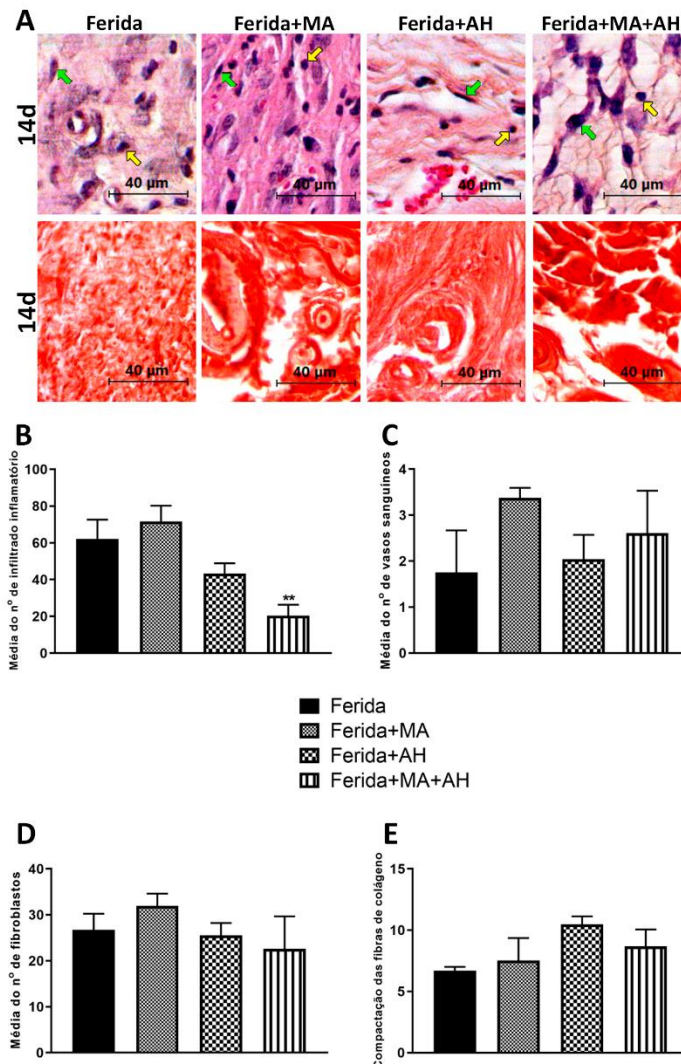 A
Ferida
Ferida+MA
Ferida+AH
Ferida+MA+AH
14d
40 µm
40 µm
40 µm
40 µm
14d
40 µm
40 µm
40 µm
40 µm
B
Média do nº de infiltrado inflamatório
100
80
60
40
20
0
**
C
Média do nº de vasos sanguíneos
4
3
2
1
0
Ferida
Ferida+MA
Ferida+AH
Ferida+MA+AH
D
Média do nº de fibroblastos
40
30
20
10
0
E
Compactação das fibras de colágeno
15
10
5
0